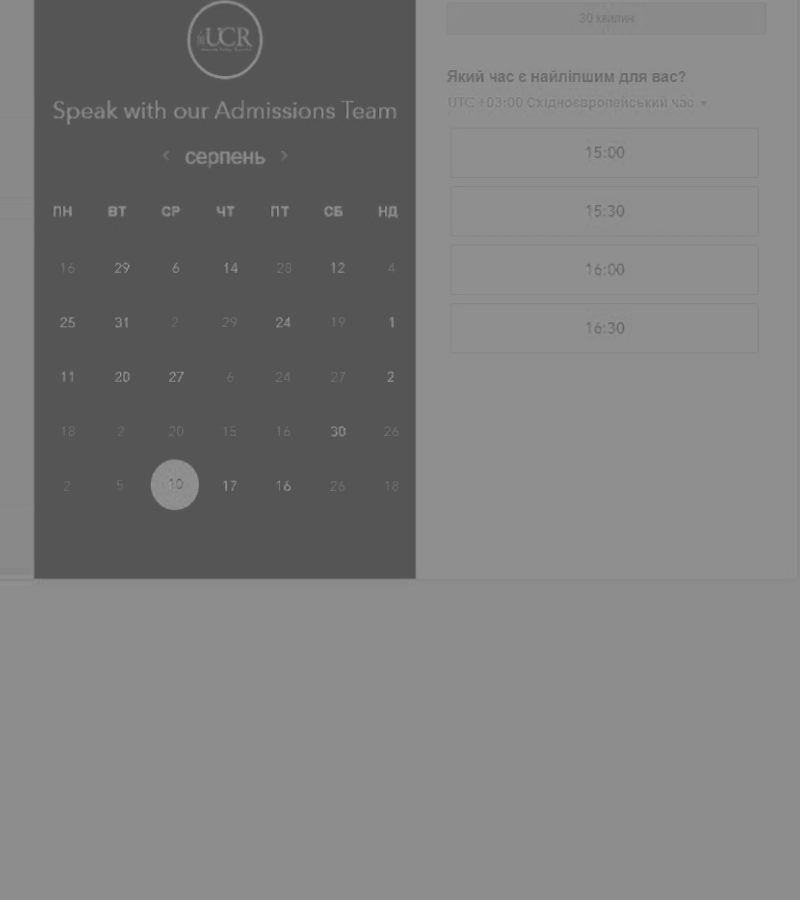 UCR
Speak with our Admissions Team
< серпень >
ПН ВТ СР ЧТ ПТ СБ НД
16 29 6 14 28 12 4
25 31 2 29 24 19 1
11 20 27 6 24 27 2
18 2 20 15 16 30 26
2 5 10 17 16 26 18
30 хвилин
Який час є найліпшим для вас?
UTC +03:00 Східноєвропейський час
15:00
15:30
16:00
16:30